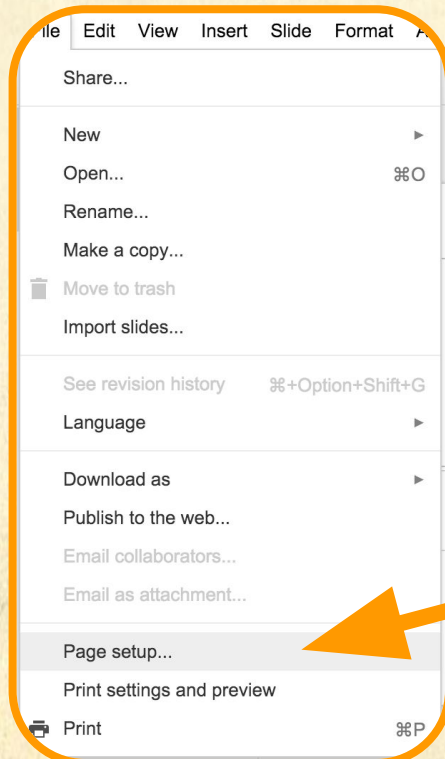 ile Edit View Insert Slide Format A
Share...
New
Open... ⌘O
Rename...
Make a copy...
Move to trash
Import slides...
See revision history ⌘+Option+Shift+G
Language
Download as
Publish to the web...
Email collaborators...
Email as attachment...
Page setup...
Print settings and preview
Print ⌘P